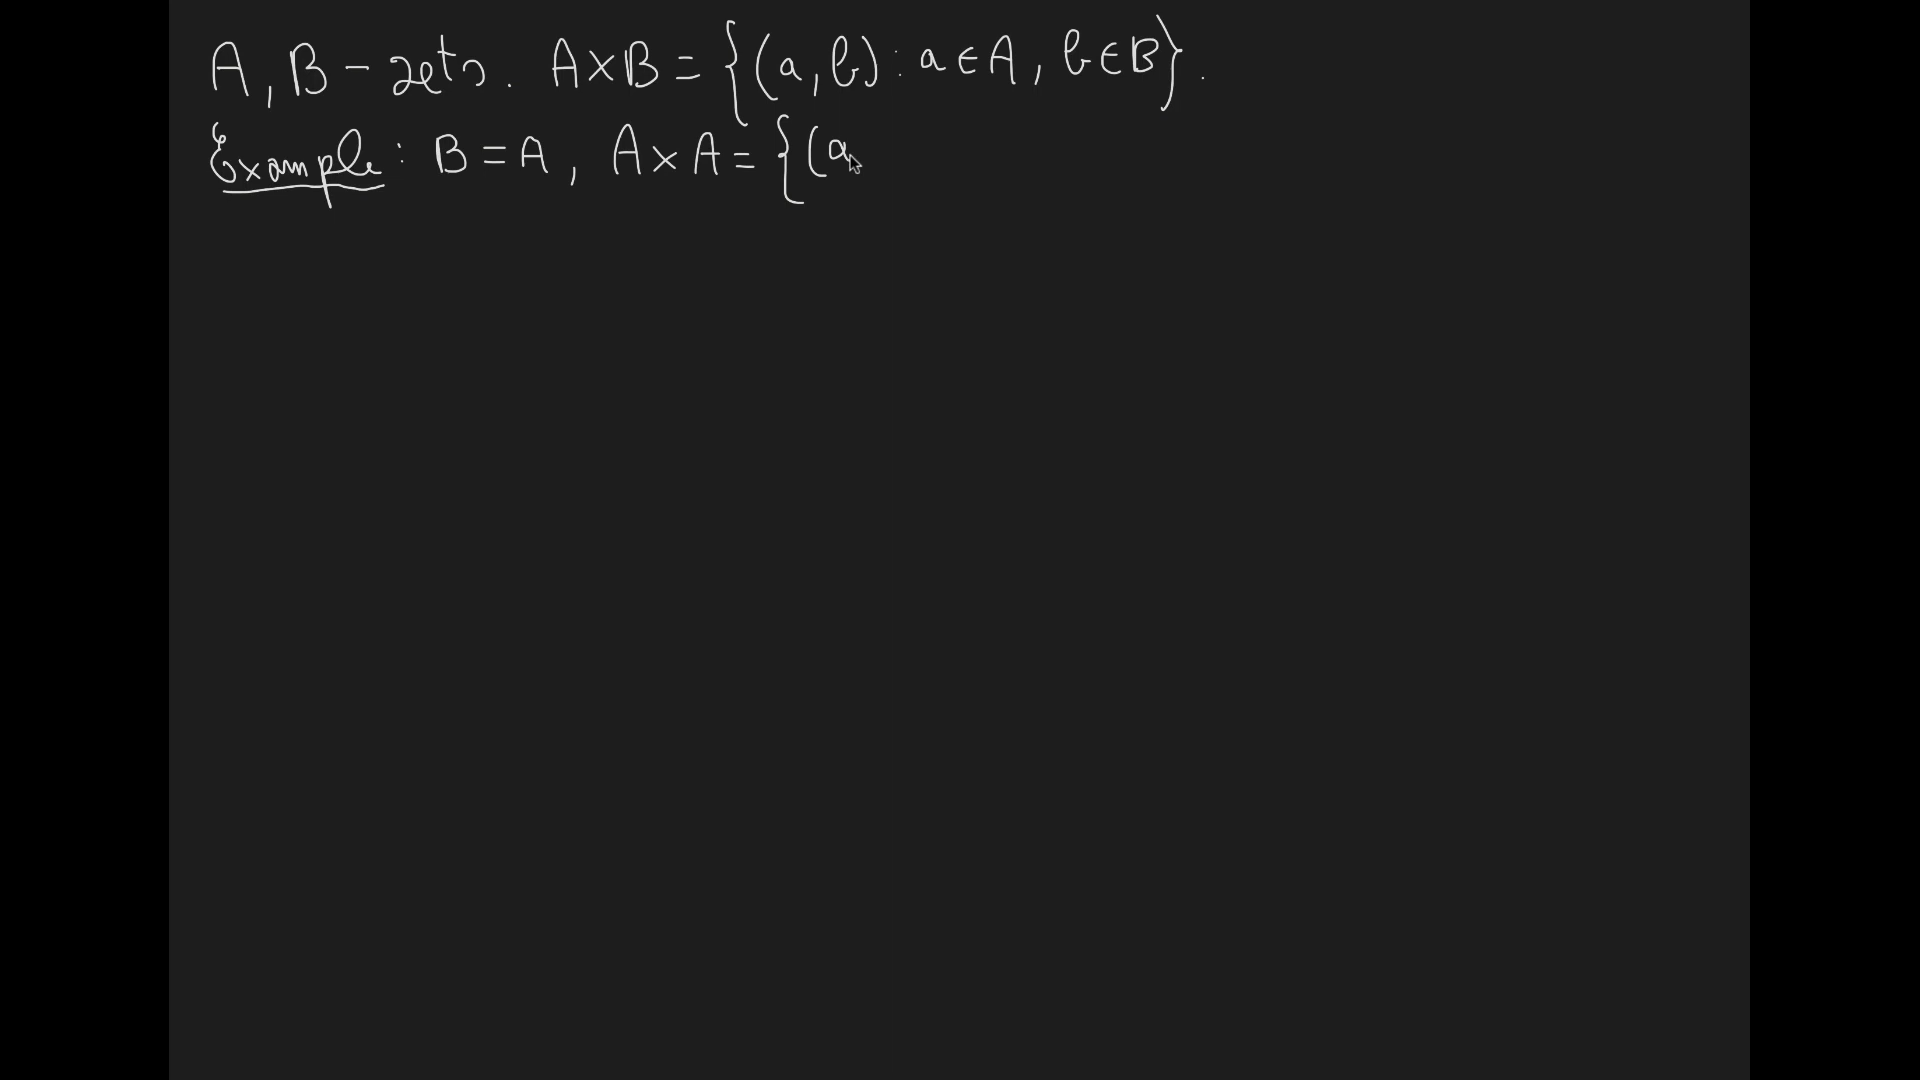 A, B - sets. A×B = {(a, b) : a ∈ A, b ∈ B}.
Example: B = A, A × A = {(a